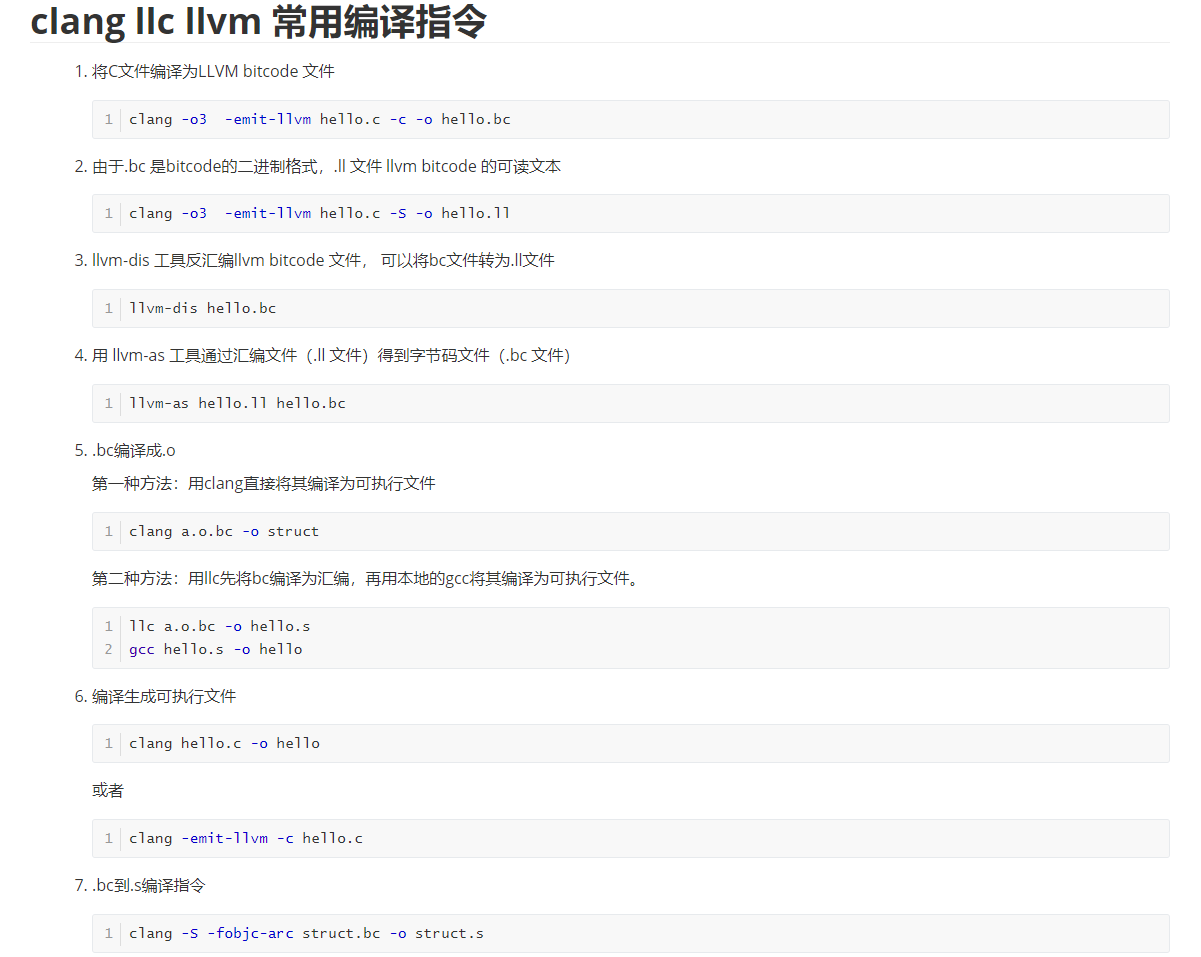 clang llc llvm 常用编译指令
1. 将C文件编译为LLVM bitcode 文件
1 clang -o3  -emit-llvm hello.c -c -o hello.bc
2. 由于.bc 是bitcode的二进制格式，.ll 文件 llvm bitcode 的可读文本
1 clang -o3  -emit-llvm hello.c -S -o hello.ll
3. llvm-dis 工具反汇编llvm bitcode 文件， 可以将bc文件转为.ll文件
1 llvm-dis hello.bc
4. 用 llvm-as 工具通过汇编文件（.ll 文件）得到字节码文件（.bc 文件）
1 llvm-as hello.ll hello.bc
5. .bc编译成.o
第一种方法：用clang直接将其编译为可执行文件
1 clang a.o.bc -o struct
第二种方法：用llc先将bc编译为汇编，再用本地的gcc将其编译为可执行文件。
1 llc a.o.bc -o hello.s
2 gcc hello.s -o hello
6. 编译生成可执行文件
1 clang hello.c -o hello
或者
1 clang -emit-llvm -c hello.c
7. .bc到.s编译指令
1 clang -S -fobjc-arc struct.bc -o struct.s